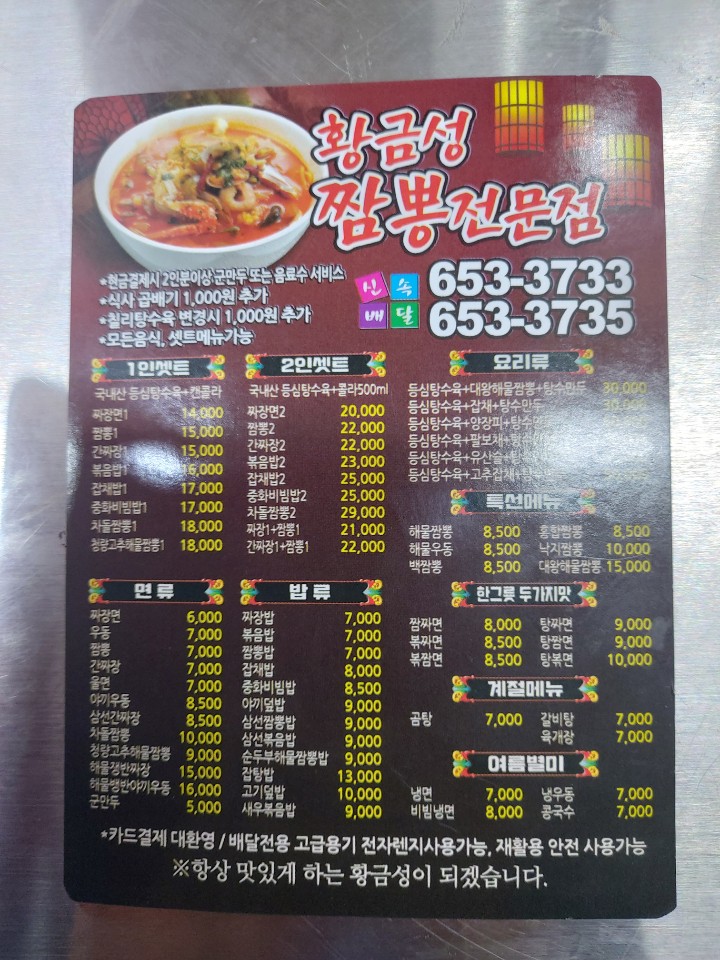 황금성
짬뽕전문점
*현금결제시 2인분이상 군만두 또는 음료수 서비스
*식사 곱배기 1,000원 추가
*칠리탕수육 변경시 1,000원 추가
*모든음식, 셋트메뉴가능
신속
배달
653-3733
653-3735
1인셋트
국내산 등심탕수육+캔콜라
짜장면1 14,000
짬뽕1 15,000
간짜장1 15,000
볶음밥1 16,000
잡채밥1 17,000
중화비빔밥1 17,000
차돌짬뽕1 18,000
청량고추해물짬뽕1 18,000
2인셋트
국내산 등심탕수육+콜라500ml
짜장면2 20,000
짬뽕2 22,000
간짜장2 22,000
볶음밥2 23,000
잡채밥2 25,000
중화비빔밥2 25,000
차돌짬뽕2 29,000
짜장1+짬뽕1 21,000
간짜장1+짬뽕1 22,000
요리류
등심탕수육+대왕해물짬뽕+탕수만두 30,000
등심탕수육+잡채+탕수만두 30,000
등심탕수육+양장피+탕수만
등심탕수육+팔보채+탕수
등심탕수육+유산슬+탕수
등심탕수육+고추잡채+탕수
특선메뉴
해물짬뽕 8,500 홍합짬뽕 8,500
해물우동 8,500 낙지짬뽕 10,000
백짬뽕 8,500 대왕해물짬뽕 15,000
면류
짜장면 6,000
우동 7,000
짬뽕 7,000
간짜장 7,000
울면 7,000
야끼우동 8,500
삼선간짜장 8,500
차돌짬뽕 10,000
청량고추해물짬뽕 9,000
해물쟁반짜장 15,000
해물쟁반야끼우동 16,000
군만두 5,000
밥류
짜장밥 7,000
볶음밥 7,000
짬뽕밥 7,000
잡채밥 8,000
중화비빔밥 8,500
야끼덮밥 9,000
삼선짬뽕밥 9,000
삼선볶음밥 9,000
순두부해물짬뽕밥 9,000
잡탕밥 13,000
고기덮밥 10,000
새우볶음밥 9,000
한그릇 두가지맛
짬짜면 8,000 탕짜면 9,000
볶짜면 8,500 탕짬면 9,000
볶짬면 8,500 탕볶면 10,000
계절메뉴
곰탕 7,000 갈비탕 7,000
육개장 7,000
여름별미
냉면 7,000 냉우동 7,000
비빔냉면 8,000 콩국수 7,000
*카드결제 대환영 / 배달전용 고급용기 전자렌지사용가능, 재활용 안전 사용가능
※항상 맛있게 하는 황금성이 되겠습니다.